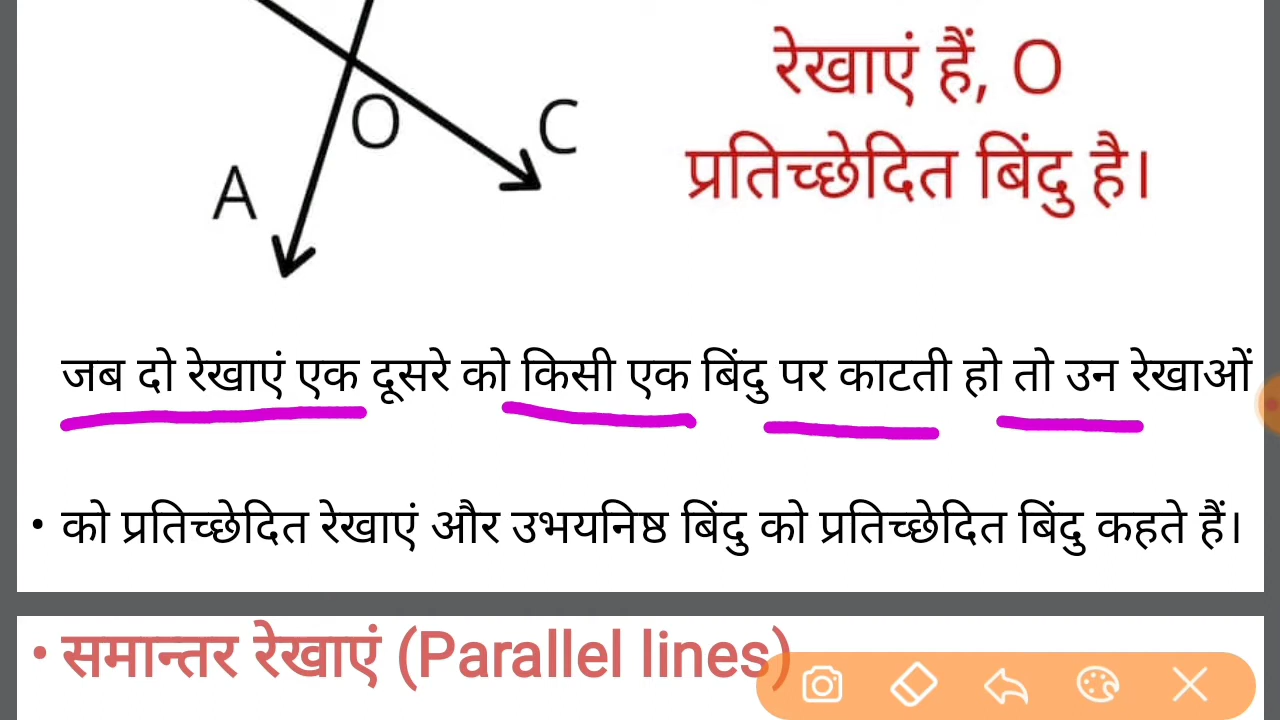 रेखाएं हैं, O
प्रतिच्छेदित बिंदु है।
O
C
A
जब दो रेखाएं एक दूसरे को किसी एक बिंदु पर काटती हो तो उन रेखाओं
• को प्रतिच्छेदित रेखाएं और उभयनिष्ठ बिंदु को प्रतिच्छेदित बिंदु कहते हैं।
• समान्तर रेखाएं (Parallel lines)